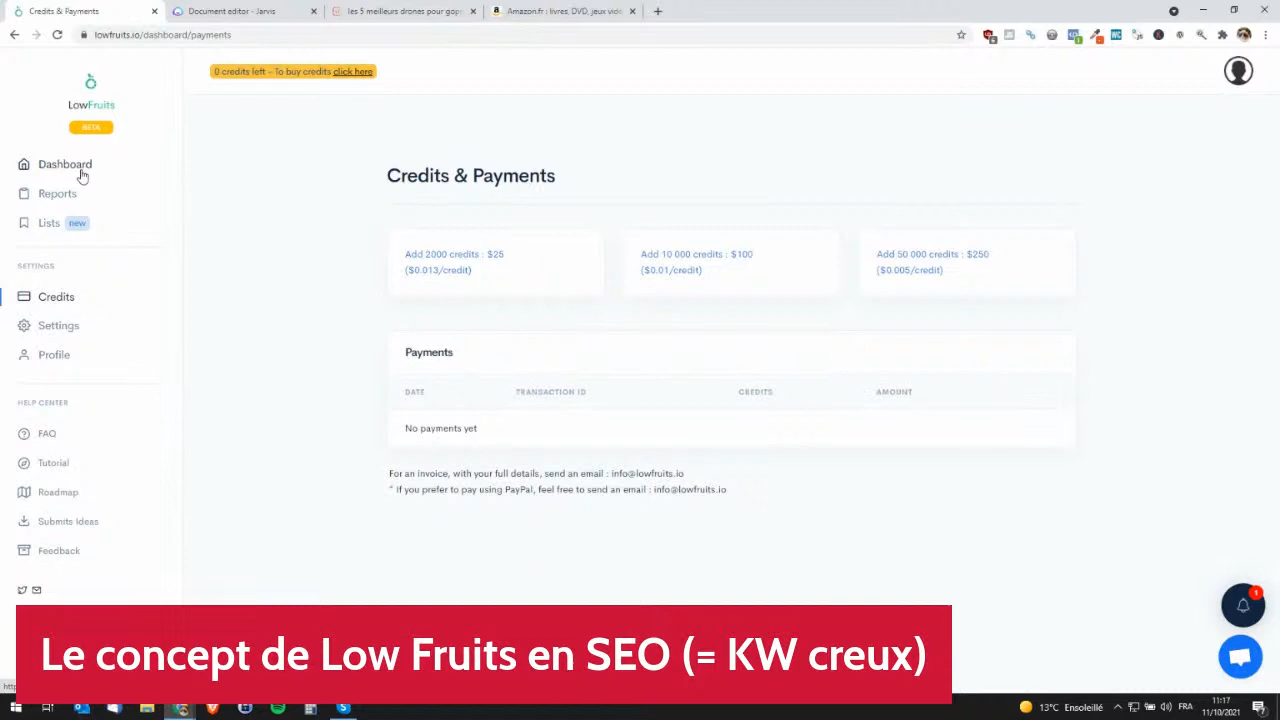 Credits & Payments
Document editor - Jarvis
les 5 meilleurs drones pour gop
Amazon.fr : livres, DVD, jeux vidé
lowfruits.io/dashboard/payments
0 credits left - To buy credits click here
LowFruits
BETA
Dashboard
Reports
Lists new
SETTINGS
Credits
Settings
Profile
HELP CENTER
FAQ
Tutorial
Roadmap
Submits Ideas
Feedback
Credits & Payments
Add 2000 credits : $25
($0.013/credit)
Add 10 000 credits : $100
($0.01/credit)
Add 50 000 credits : $250
($0.005/credit)
Payments
DATE TRANSACTION ID CREDITS AMOUNT
No payments yet
For an invoice, with your full details, send an email : info@lowfruits.io
* If you prefer to pay using PayPal, feel free to send an email : info@lowfruits.io
1
Le concept de Low Fruits en SEO (= KW creux)
13°C Ensoleillé
FRA
11:17
11/10/2021